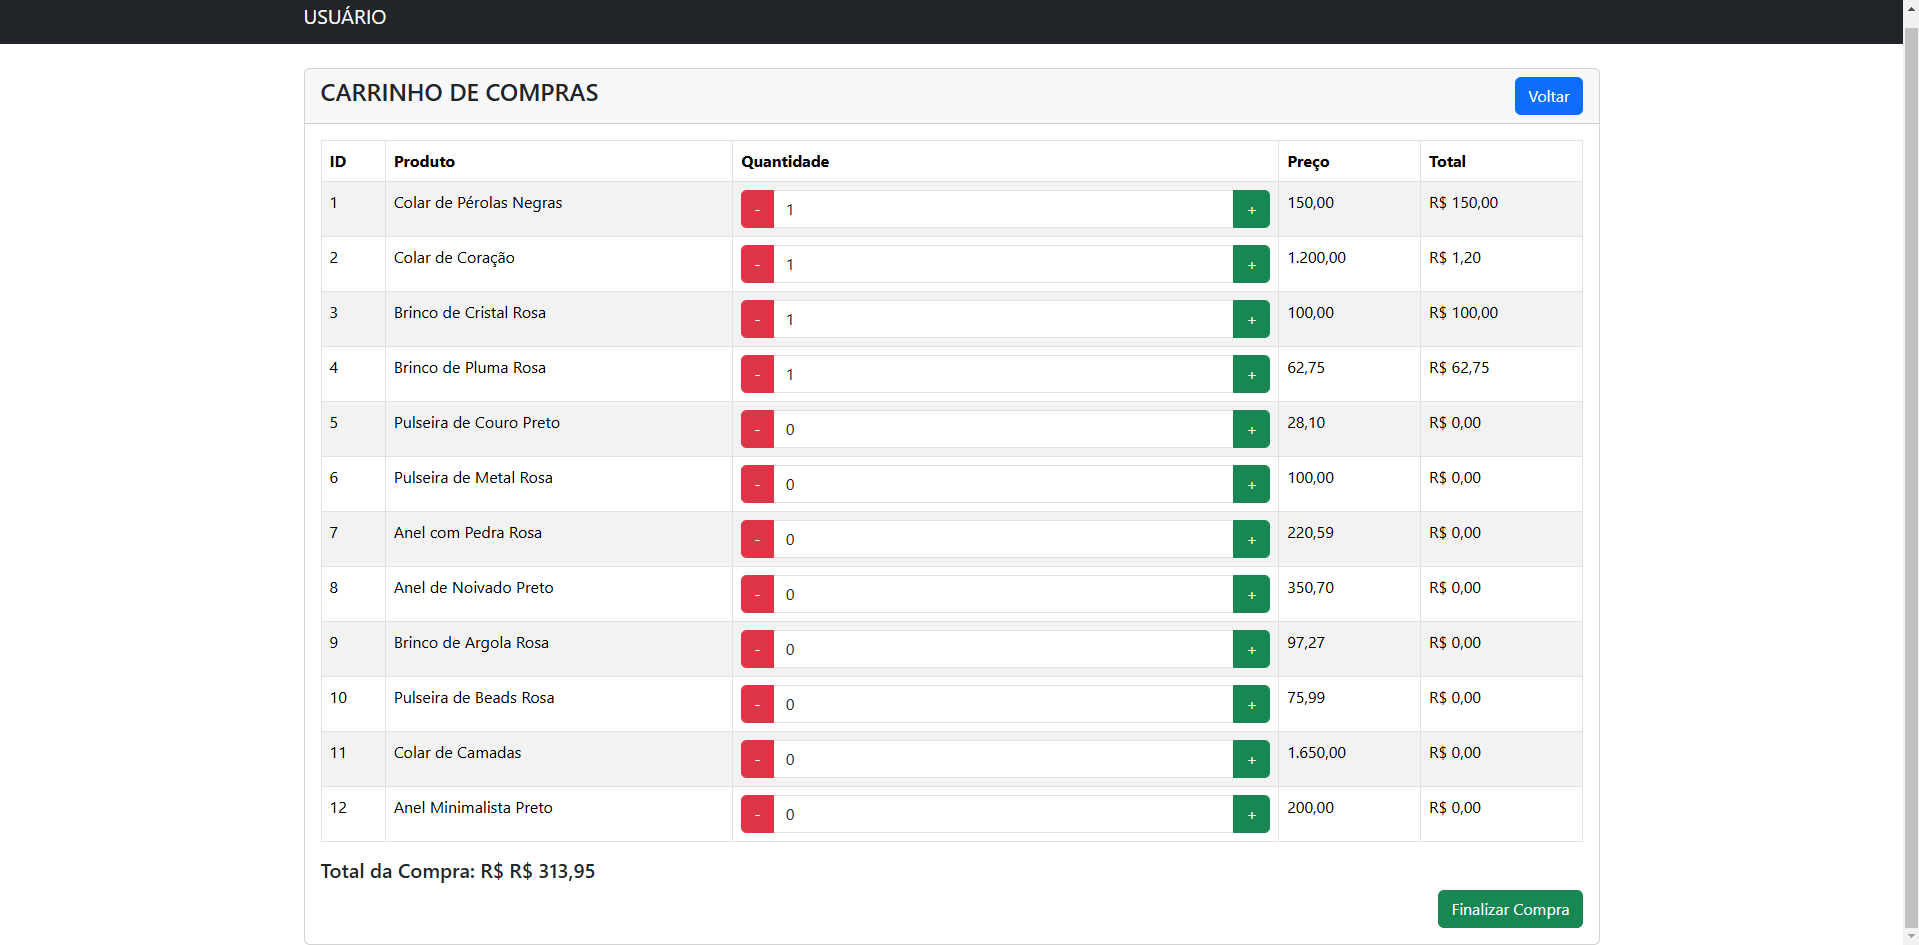 USUÁRIO
CARRINHO DE COMPRAS Voltar
ID Produto Quantidade Preço Total
1 Colar de Pérolas Negras - 1 + 150,00 R$ 150,00
2 Colar de Coração - 1 + 1.200,00 R$ 1,20
3 Brinco de Cristal Rosa - 1 + 100,00 R$ 100,00
4 Brinco de Pluma Rosa - 1 + 62,75 R$ 62,75
5 Pulseira de Couro Preto - 0 + 28,10 R$ 0,00
6 Pulseira de Metal Rosa - 0 + 100,00 R$ 0,00
7 Anel com Pedra Rosa - 0 + 220,59 R$ 0,00
8 Anel de Noivado Preto - 0 + 350,70 R$ 0,00
9 Brinco de Argola Rosa - 0 + 97,27 R$ 0,00
10 Pulseira de Beads Rosa - 0 + 75,99 R$ 0,00
11 Colar de Camadas - 0 + 1.650,00 R$ 0,00
12 Anel Minimalista Preto - 0 + 200,00 R$ 0,00
Total da Compra: R$ R$ 313,95
Finalizar Compra